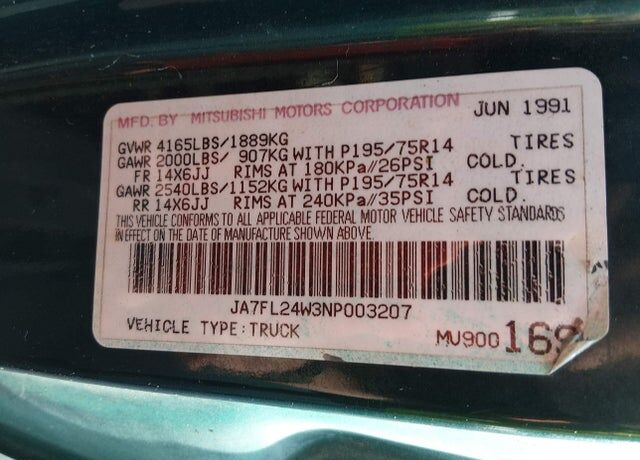 MFD. BY MITSUBISHI MOTORS CORPORATION JUN 1991
GVWR 4165LBS/1889KG
GAWR 2000LBS/ 907KG WITH P195/75R14 TIRES
FR 14X6JJ RIMS AT 180KPa//26PSI COLD.
GAWR 2540LBS/1152KG WITH P195/75R14 TIRES
RR 14X6JJ RIMS AT 240KPa//35PSI COLD.
THIS VEHICLE CONFORMS TO ALL APPLICABLE FEDERAL MOTOR VEHICLE SAFETY STANDARDS
IN EFFECT ON THE DATE OF MANUFACTURE SHOWN ABOVE.
JA7FL24W3NP003207
VEHICLE TYPE:TRUCK MU900